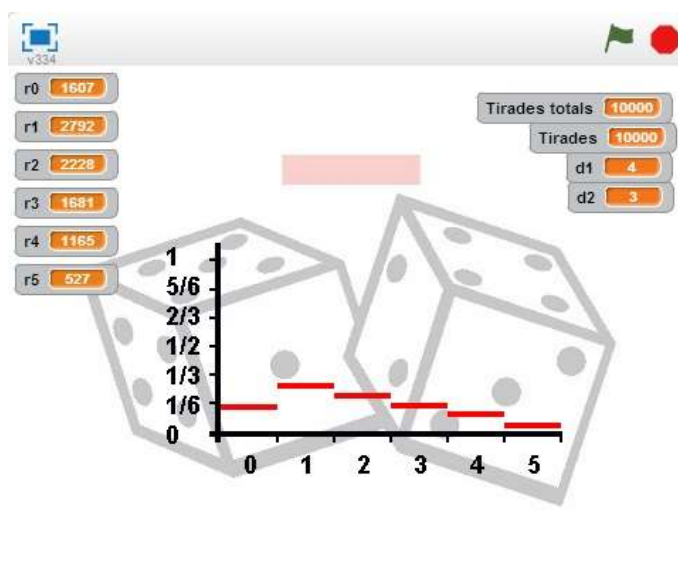 v334
r0 1607
r1 2792
r2 2228
r3 1681
r4 1165
r5 527
Tirades totals 10000
Tirades 10000
d1 4
d2 3
1
5/6
2/3
1/2
1/3
1/6
0
0 1 2 3 4 5